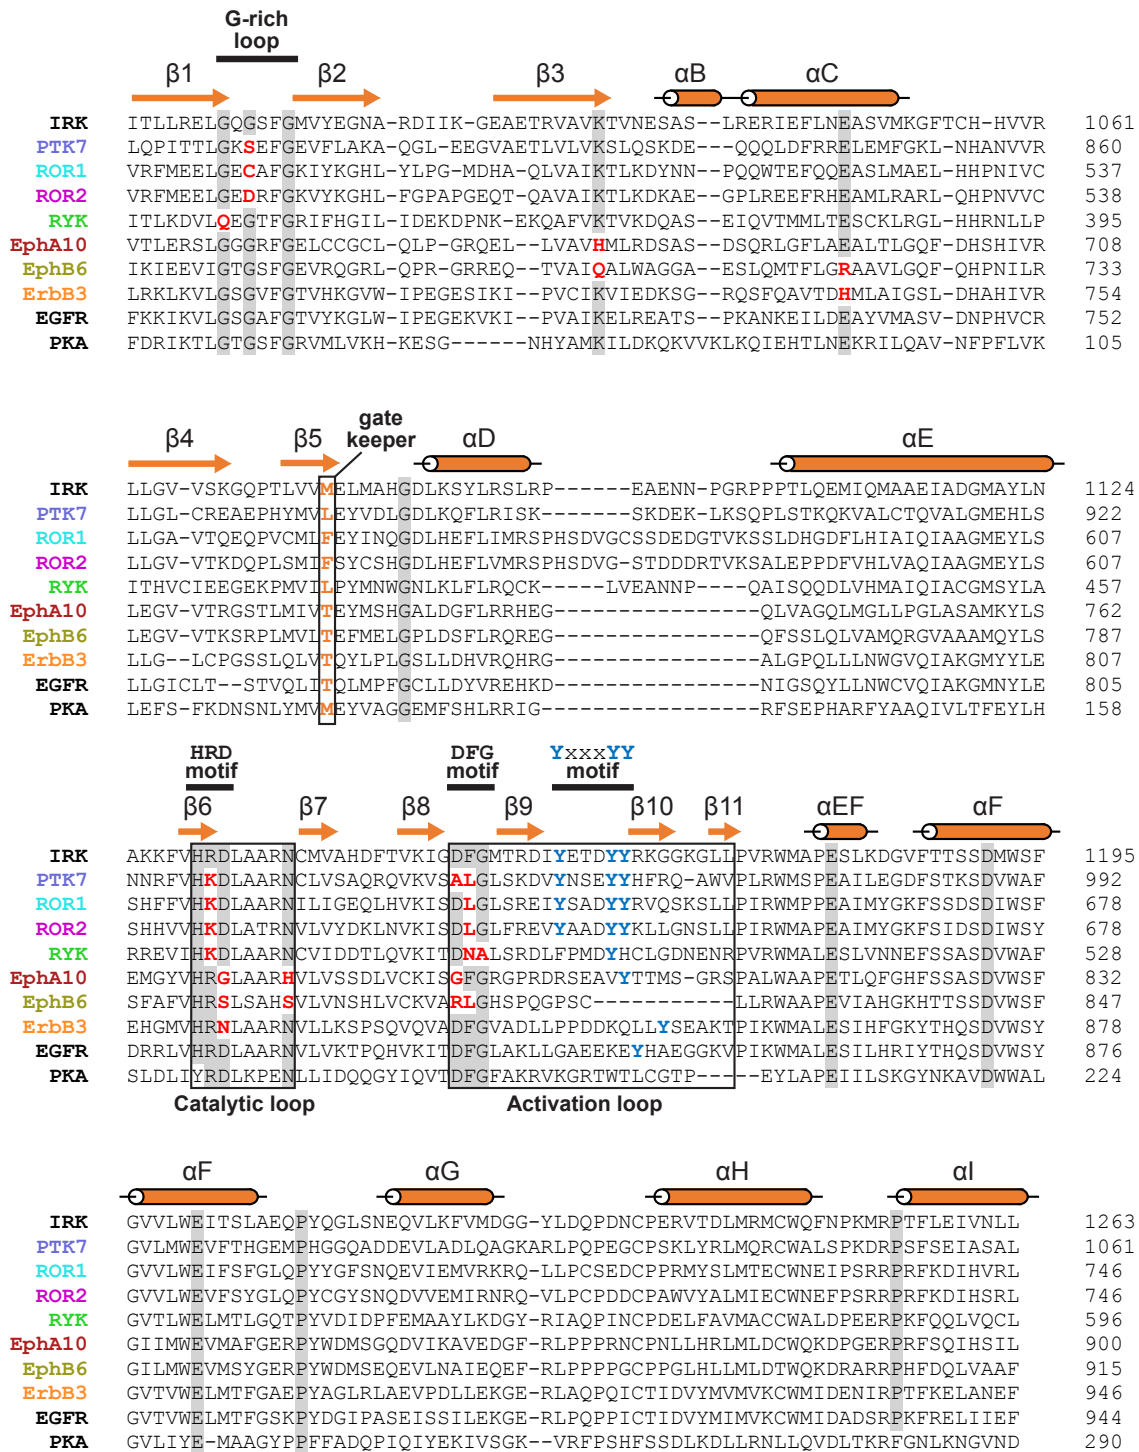 G-rich
loop
β1 β2 β3 αB αC
IRK ITLLRELGQGSFGMVYEGNA-RDIIK-GEAETRVAVKTVNESAS--LRERIEFLNEASVMKGFTCH-HVVR 1061
PTK7 LQPITTLGKSEFGEVFLAKA-QGL-EEGVAETLVLVKSLQSKDE--QQQLDFRRELEMFGKL-NHANVVR 860
ROR1 VRFMEELGECAFGKIYKGHL-YLPG-MDHA-QLVAIKTLKDYNN--PQQWTEFQQEASLMAEL-HHPNIVC 537
ROR2 VRFMEELGEDRFGKVYKGHL-FGPAPGEQT-QAVAIKTLKDKAE--GPLREEFRHEAMLRARL-QHPNVVC 538
RYK ITLKDVLQEGTFGRIFHGIL-IDEKDPNK-EKQAFVKTVKDQAS--EIQVTMMLTESCKLRGL-HHRNLLP 395
EphA10 VTLERSLGGGRFGELCCGCL-QLP-GRQEL--LVAVHMLRDSAS--DSQRLGFLAEALTLGQF-DHSHIVR 708
EphB6 IKIEEVIGTGSFGEVRQGRL-QPR-GRREQ--TVAIQALWAGGA--ESLQMTFLGRAAVLGQF-QHPNILR 733
ErbB3 LRKLKVLGSGVFGTVHKGVW-IPEGESIKI--PVCIKVIEDKSG--RQSFQAVTDHMLAIGSL-DHAHIVR 754
EGFR FKKIKVLGSGAFGTVYKGLW-IPEGEKVKI--PVAIKELREATS--PKANKEILDEAYVMASV-DNPHVCR 752
PKA FDRIKTLGTGSFGRVMLVKH-KESG------NHYAMKILDKQKVVKLKQIEHTLNEKRILQAV-NFPFLVK 105
gate
keeper
β4 β5 αD αE
IRK LLGV-VSKGQPTLVVMELMAHGDLKSYLRSLRP------EAENN-PGRPPPTLQEMIQMAAEIADGMAYLN 1124
PTK7 LLGL-CREAEPHYMVLEYVDLGDLKQFLRISK-------SKDEK-LKSQPLSTKQKVALCTQVALGMEHLS 922
ROR1 LLGA-VTQEQPVCMLFEYINQGDLHEFLIMRSPHSDVGCSSDEDGTVKSSLDHGDFLHIAIQIAAGMEYLS 607
ROR2 LLGV-VTKDQPLSMIFSYCSHGDLHEFLVMRSPHSDVG-STDDDRTVKSALEPPDFVHLVAQIAAGMEYLS 607
RYK ITHVCIEEGEKPMVILPYMNWGNLKLFLRQCK----LVEANNP----QAISQQDLVHMAIQIACGMSYLA 457
EphA10 LEGV-VTRGSTLMIVTEYMSHGALDGFLRRHEG---------------QLVAGQLMGLLPGLASAMKYLS 762
EphB6 LEGV-VTKSRPLMVLTEFMELGPLDSFLRQREG---------------QFSSLQLVAMQRGVAAAMQYLS 787
ErbB3 LLG--LCPGSSLQLVTQYLPLGSLLDHVRQHRG---------------ALGPQLLLNWGVQIAKGMYYLE 807
EGFR LLGICLT--STVQLITQLMPFGCLLDYVREHKD---------------NIGSQYLLNWCVQIAKGMNYLE 805
PKA LEFS-FKDNSNLYMVMEYVAGGEMFSHLRRIG----------------RFSEPHARFYAAQIVLTFEYLH 158
HRD DFG YxxxYY
motif motif motif
β6 β7 β8 β9 β10 β11 αEF αF
IRK AKKFVHRDLAARNCMVAHDFTVKIGDFGMTRDIYETDYYRKGGKGLLPVRWMAPESLKDGVFTTSSDMWSF 1195
PTK7 NNRFVHKDLAARNCLVSAQRQVKVSALGLSKDVYNSEYYHFRQ-AWVPLRWMSPEAILEGDFSTKSDVWAF 992
ROR1 SHFFVHKDLAARNILIGEQLHVKISDLGLSREIYSADYYRVQSKSLLPIRWMPPEAIMYGKFSSDSDIWSF 678
ROR2 SHHVVHKDLATRNVLVYDKLNVKISDLGLFREVYAADYYKLLGNSLLPIRWMAPEAIMYGKFSIDSDIWSY 678
RYK RREVIHKDLAARNCVIDDTLQVKITDNALSRDLFPMDYHCLGDNENRPVRWMALESLVNNEFSSASDVWAF 528
EphA10 EMGYVHRGLAARHVLVSSDLVCKISGFGRGPRDRSEAVYTTMS-GRSPALWAAPETLQFGHFSSASDVWSF 832
EphB6 SFAFVHRSLSAHSVLVNSHLVCKVARLGHSPQGPSC-----------LLRWAAPEVIAHGKHTTSSDVWSF 847
ErbB3 EHGMVHRNLAARNVLLKSPSQVQVADFGVADLLPPDDKQLLYSEAKTPIKWMALESIHFGKYTHQSDVWSY 878
EGFR DRRLVHRDLAARNVLVKTPQHVKITDFGLAKLLGAEEKEYHAEGGKVPIKWMALESILHRIYTHQSDVWSY 876
PKA SLDLIYRDLKPENLLIDQQGYIQVTDFGFAKRVKGRTWTLCGTP-----EYLAPEIILSKGYNKAVDWWAL 224
Catalytic loop Activation loop
αF αG αH αI
IRK GVVLWEITSLAEQPYQGLSNEQVLKFVMDGG-YLDQPDNCPERVTDLMRMCWQFNPKMRPTFLEIVNLL 1263
PTK7 GVLMWEVFTHGEMPHGGQADDEVLADLQAGKARLPQPEGCPSKLYRLMQRCWALSPKDRPSFSEIASAL 1061
ROR1 GVVLWEIFSFGLQPYYGFSNQEVIEMVRKRQ-LLPCSEDCPPRMYSLMTECWNEIPSRRPRFKDIHVRL 746
ROR2 GVVLWEVFSYGLQPYCGYSNQDVVEMIRNRQ-VLPCPDDCPAWVYALMIECWNEFPSRRPRFKDIHSRL 746
RYK GVTLWELMTLGQTPYVDIDPFEMAAYLKDGY-RIAQPINCPDELFAVMACCWALDPEERPKFQQLVQCL 596
EphA10 GIIMWEVMAFGERPYWDMSGQDVIKAVEDGF-RLPPPRNCPNLLHRLMLDCWQKDPGERPRFSQIHSIL 900
EphB6 GILMWEVMSYGERPYWDMSEQEVLNAIEQEF-RLPPPPGCPPGLHLLMLDTWQKDRARRPHFDQLVAAF 915
ErbB3 GVTVWELMTFGAEPYAGLRLAEVPDLLEKGE-RLAQPQICTIDVYMVMVKCWMIDENIRPTFKELANEF 946
EGFR GVTVWELMTFGSKPYDGIPASEISSILEKGE-RLPQPPICTIDVYMIMVKCWMIDADSRPKFRELIIEF 944
PKA GVLIYE-MAAGYPPFFADQPIQIYEKIVSGK--VRFPSHFSSDLKDLLRNLLQVDLTKRFGNLKNGVND 290